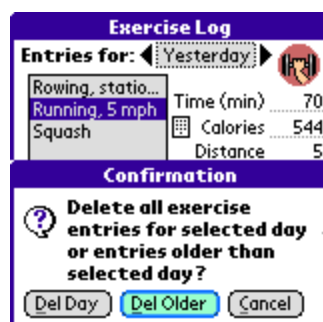 Exercise Log
Entries for: Yesterday
Rowing, statio...
Running, 5 mph
Squash
Time (min) 70
Calories 544
Distance 5
Confirmation
Delete all exercise
entries for selected day
or entries older than
selected day?
Del Day Del Older Cancel